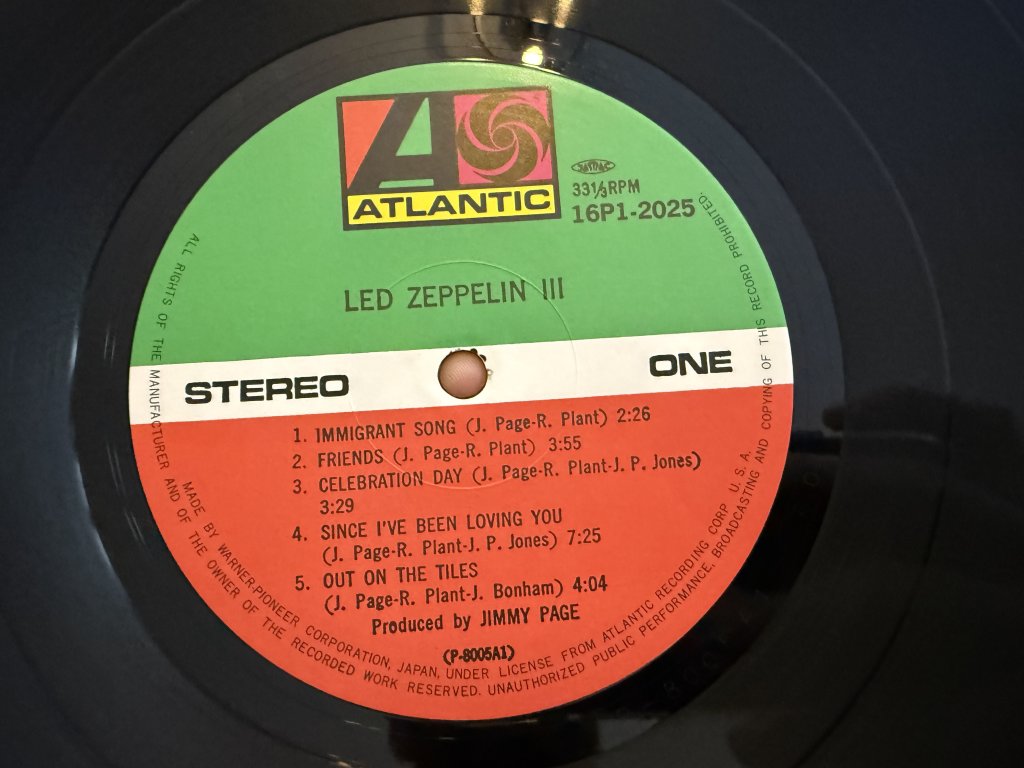 ATLANTIC
33⅓RPM
16P1-2025
LED ZEPPELIN III
STEREO
ONE
1. IMMIGRANT SONG (J. Page-R. Plant) 2:26
2. FRIENDS (J. Page-R. Plant) 3:55
3. CELEBRATION DAY (J. Page-R. Plant-J. P. Jones)
3:29
4. SINCE I'VE BEEN LOVING YOU
(J. Page-R. Plant-J. P. Jones) 7:25
5. OUT ON THE TILES
(J. Page-R. Plant-J. Bonham) 4:04
Produced by JIMMY PAGE
(P-8005A1)
MADE BY WARNER-PIONEER CORPORATION, JAPAN, UNDER LICENSE FROM ATLANTIC RECORDING CORP U. S. A.
ALL RIGHTS OF THE MANUFACTURER AND OF THE OWNER OF THE RECORDED WORK RESERVED. UNAUTHORIZED PUBLIC PERFORMANCE, BROADCASTING AND COPYING OF THIS RECORD PROHIBITED.